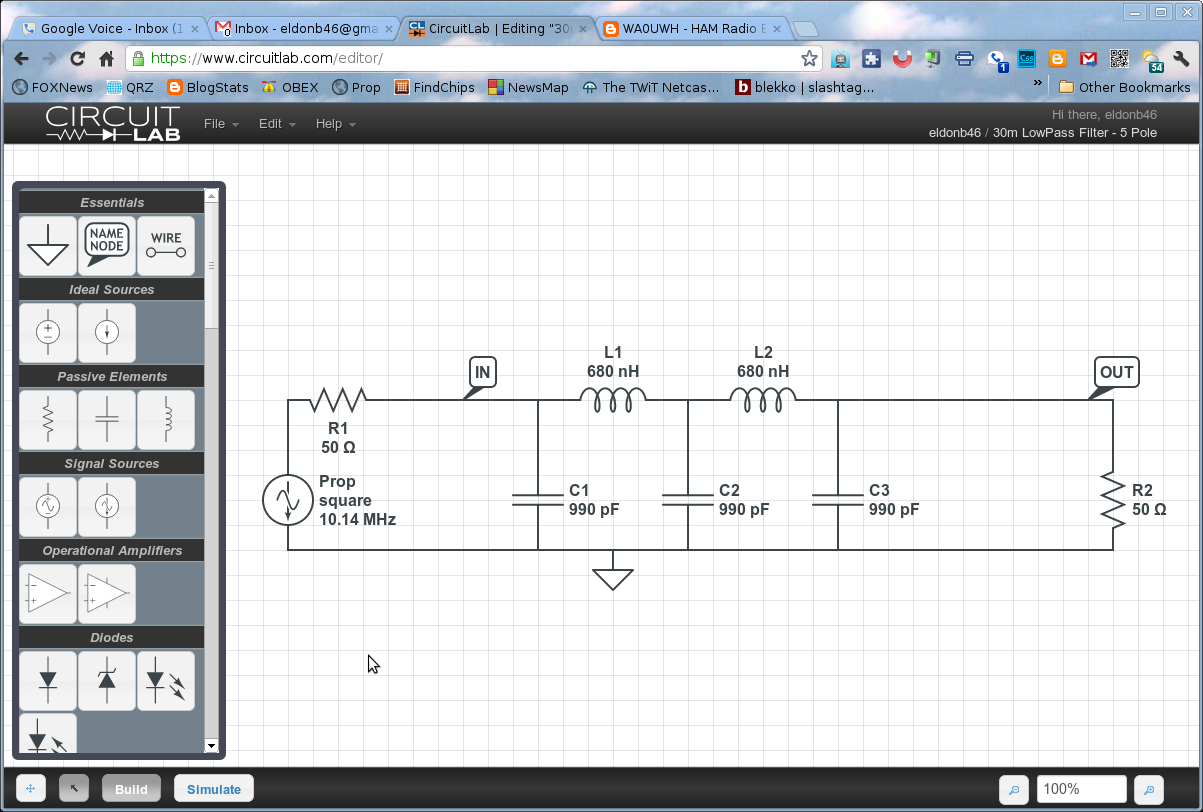 Google Voice - Inbox (1
Inbox - eldonb46@gma
CircuitLab | Editing "30
WA0UWH - HAM Radio E
https://www.circuitlab.com/editor/
1
Css
54
FOXNews
QRZ
BlogStats
OBEX
Prop
FindChips
NewsMap
The TWiT Netcas...
blekko | slashtag...
»
Other Bookmarks
CIRCUIT
LAB
File
Edit
Help
Hi there, eldonb46
eldonb46 / 30m LowPass Filter - 5 Pole
Essentials
NAME
NODE
WIRE
Ideal Sources
Passive Elements
Signal Sources
Operational Amplifiers
Diodes
IN
L1
680 nH
L2
680 nH
OUT
R1
50 Ω
Prop
square
10.14 MHz
C1
990 pF
C2
990 pF
C3
990 pF
R2
50 Ω
Build
Simulate
100%